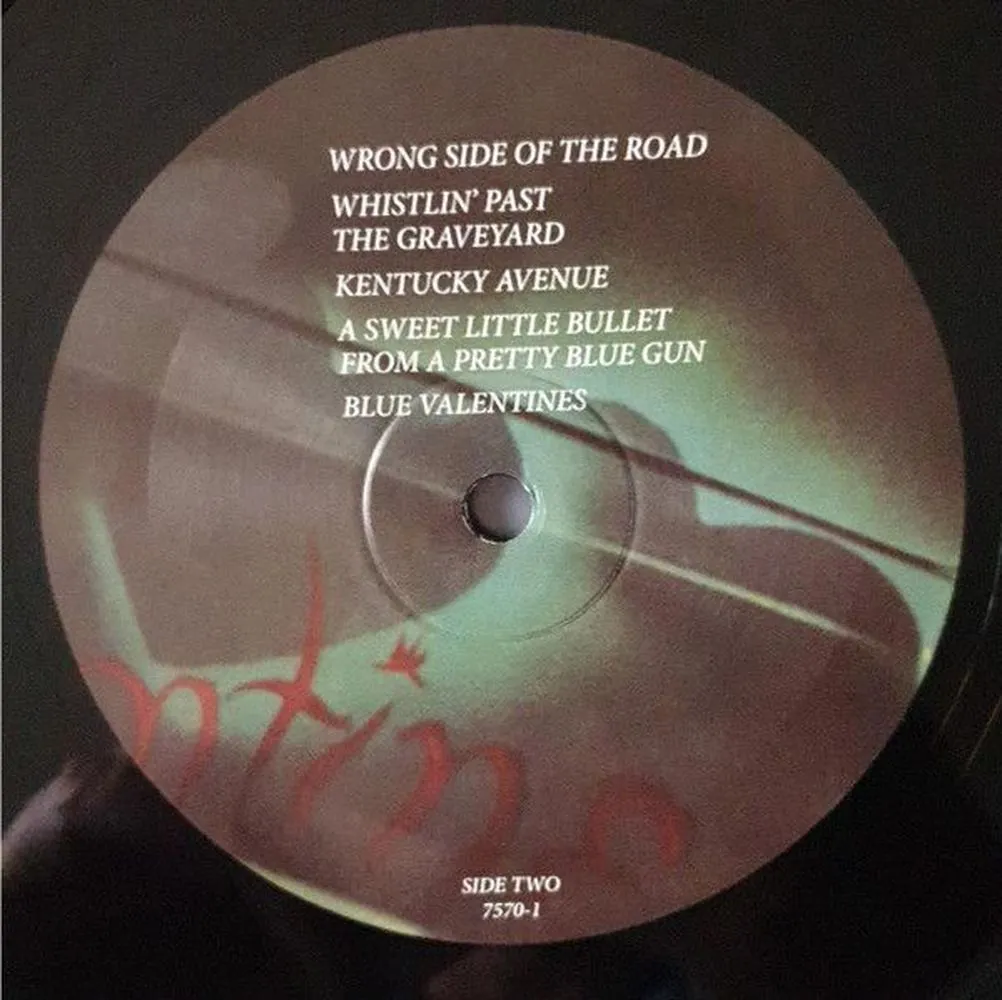 WRONG SIDE OF THE ROAD
WHISTLIN' PAST
THE GRAVEYARD
KENTUCKY AVENUE
A SWEET LITTLE BULLET
FROM A PRETTY BLUE GUN
BLUE VALENTINES
ntine
SIDE TWO
7570-1